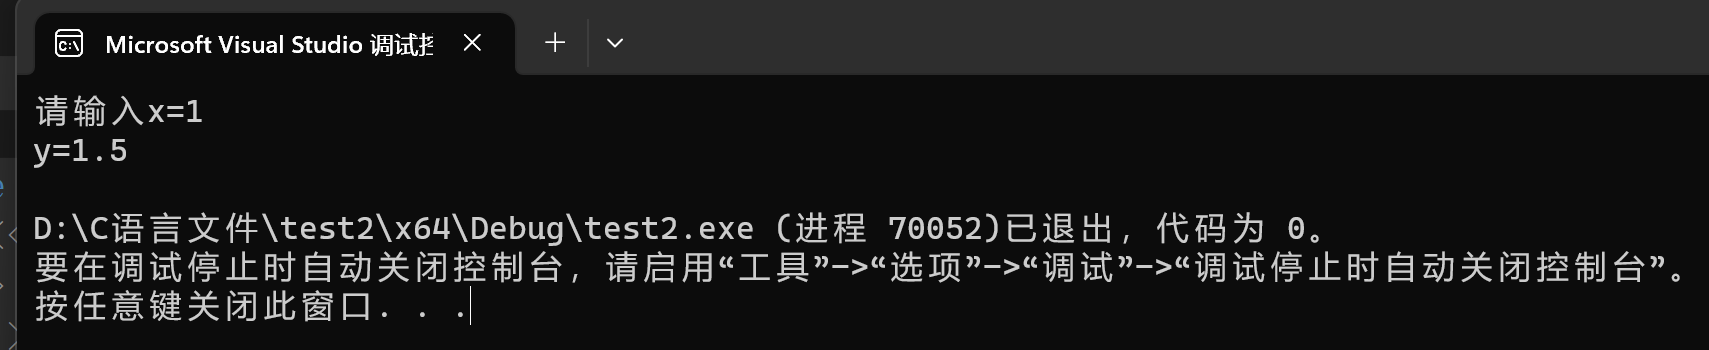 Microsoft Visual Studio 调试
请输入x=1
y=1.5
D:\C语言文件\test2\x64\Debug\test2.exe (进程 70052)已退出，代码为 0。
要在调试停止时自动关闭控制台，请启用“工具”->“选项”->“调试”->“调试停止时自动关闭控制台”。
按任意键关闭此窗口. . .